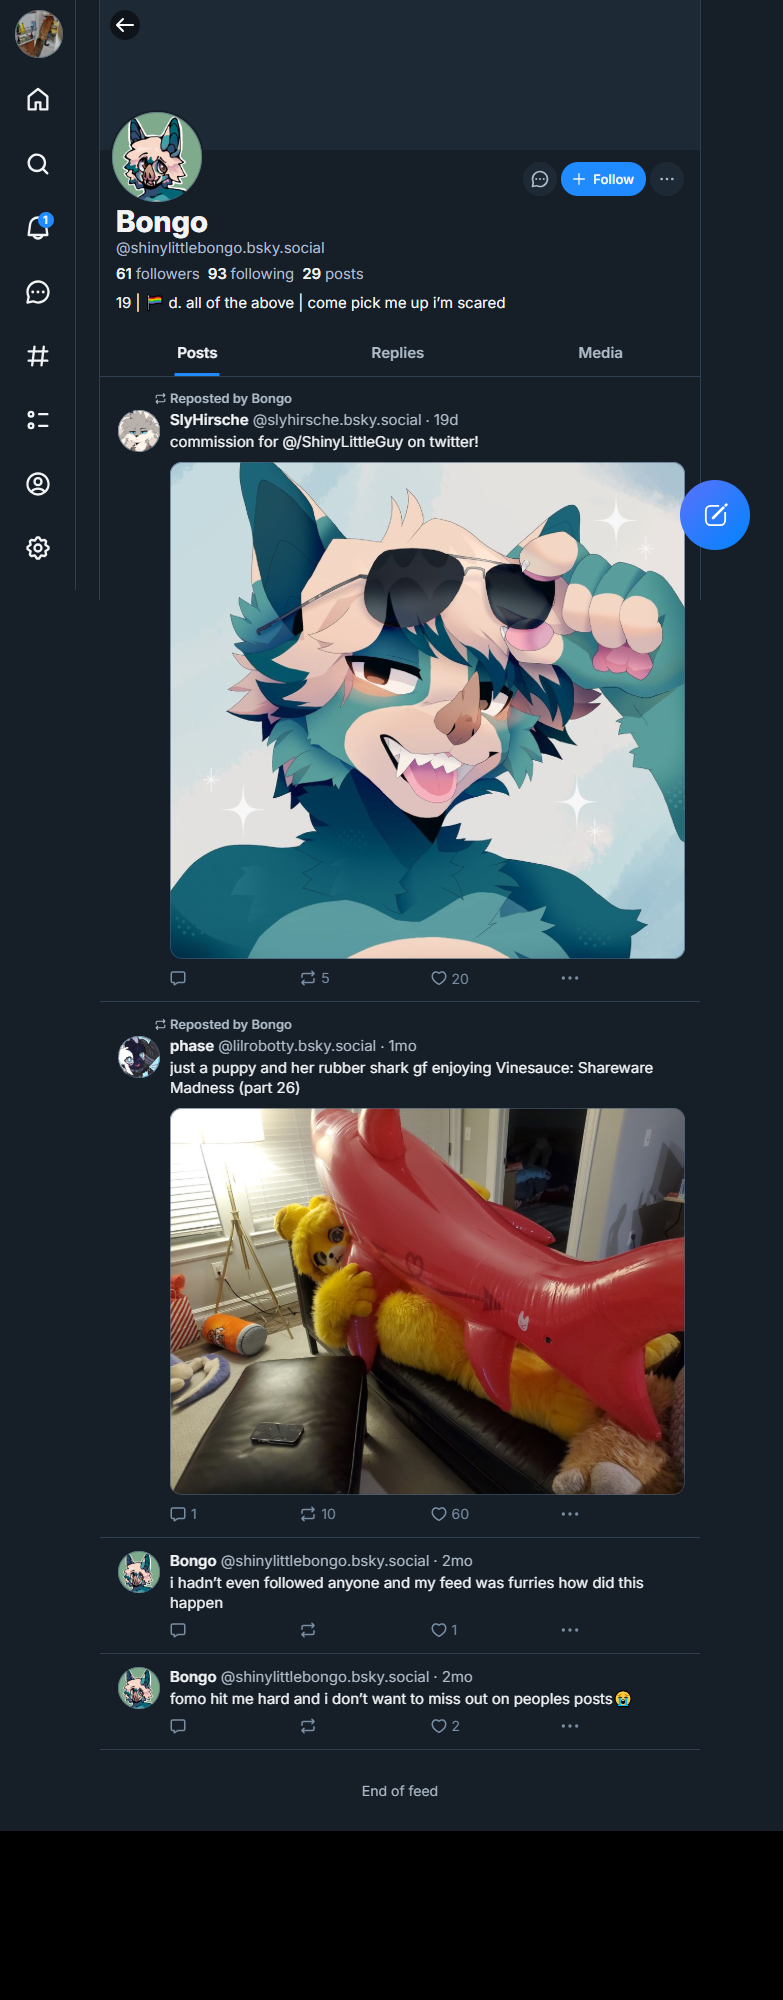 1
Follow
Bongo
@shinylittlebongo.bsky.social
61 followers 93 following 29 posts
19 | 🏴‍🌈 d. all of the above | come pick me up i’m scared
Posts
Replies
Media
Reposted by Bongo
SlyHirsche @slyhirsche.bsky.social · 19d
commission for @/ShinyLittleGuy on twitter!
5
20
Reposted by Bongo
phase @lilrobotty.bsky.social · 1mo
just a puppy and her rubber shark gf enjoying Vinesauce: Shareware
Madness (part 26)
1
10
60
Bongo @shinylittlebongo.bsky.social · 2mo
i hadn’t even followed anyone and my feed was furries how did this
happen
1
Bongo @shinylittlebongo.bsky.social · 2mo
fomo hit me hard and i don’t want to miss out on peoples posts😭
2
End of feed